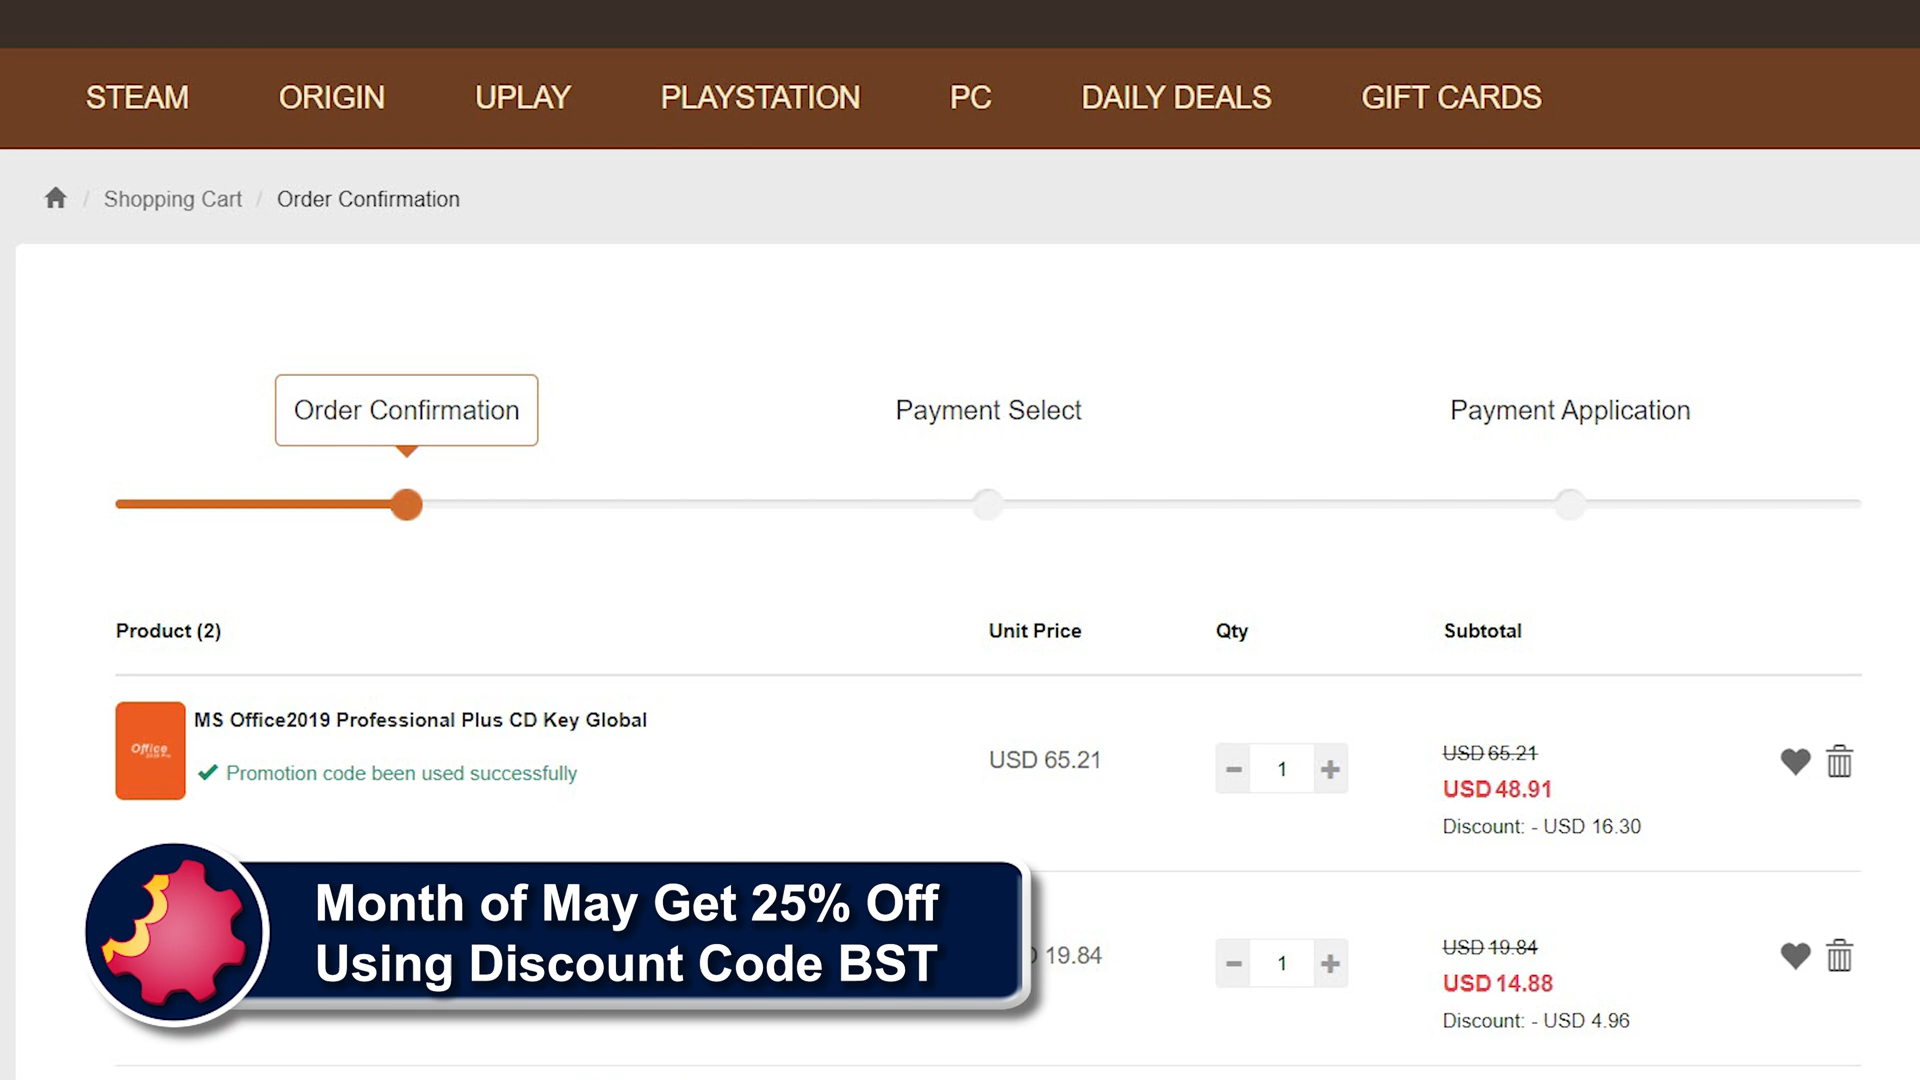 STEAM ORIGIN UPLAY PLAYSTATION PC DAILY DEALS GIFT CARDS
/ Shopping Cart / Order Confirmation
Order Confirmation Payment Select Payment Application
Product (2) Unit Price Qty Subtotal
MS Office2019 Professional Plus CD Key Global
Promotion code been used successfully
Office
USD 65.21
1
USD 65.21
USD 48.91
Discount: - USD 16.30
Month of May Get 25% Off
Using Discount Code BST
19.84
1
USD 19.84
USD 14.88
Discount: - USD 4.96